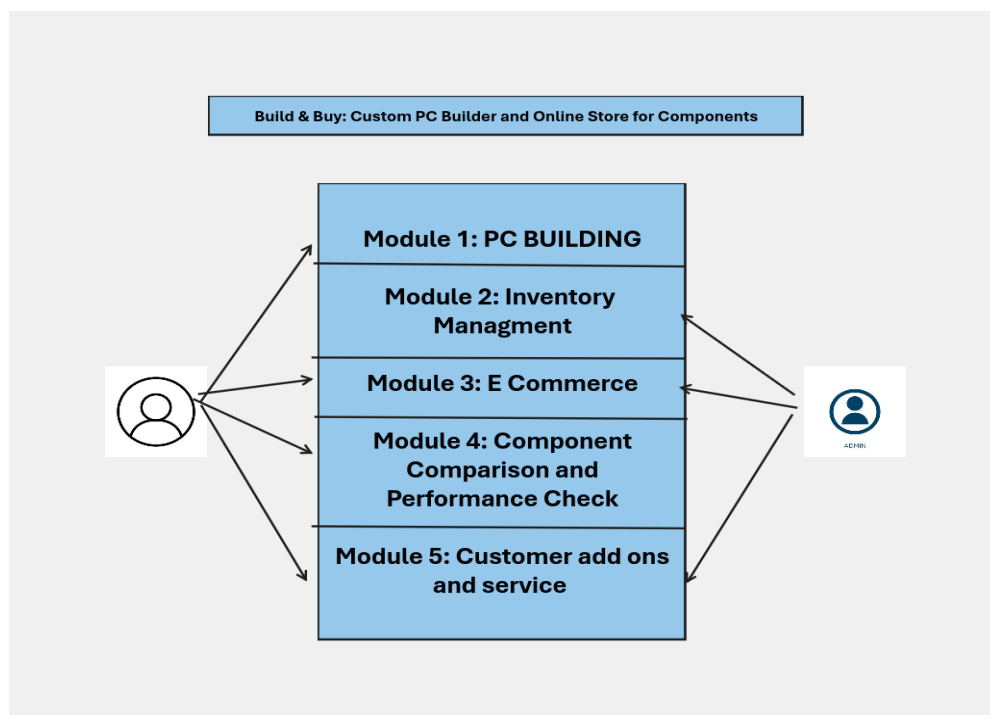 Build & Buy: Custom PC Builder and Online Store for Components
Module 1: PC BUILDING
Module 2: Inventory
Managment
Module 3: E Commerce
Module 4: Component
Comparison and
Performance Check
Module 5: Customer add ons
and service
ADMIN